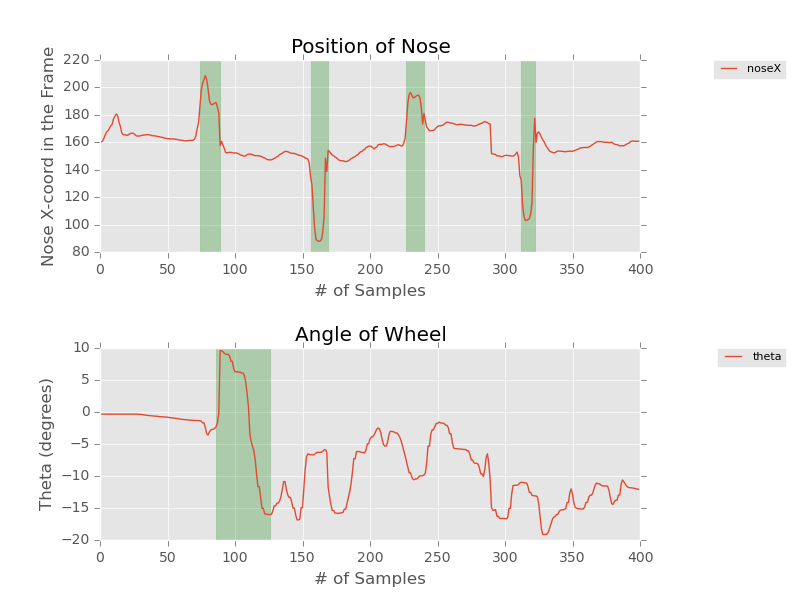 Position of Nose
220
200
180
160
140
120
100
80
Nose X-coord in the Frame
0 50 100 150 200 250 300 350 400
# of Samples
noseX
Angle of Wheel
10
5
0
−5
−10
−15
−20
Theta (degrees)
0 50 100 150 200 250 300 350 400
# of Samples
theta